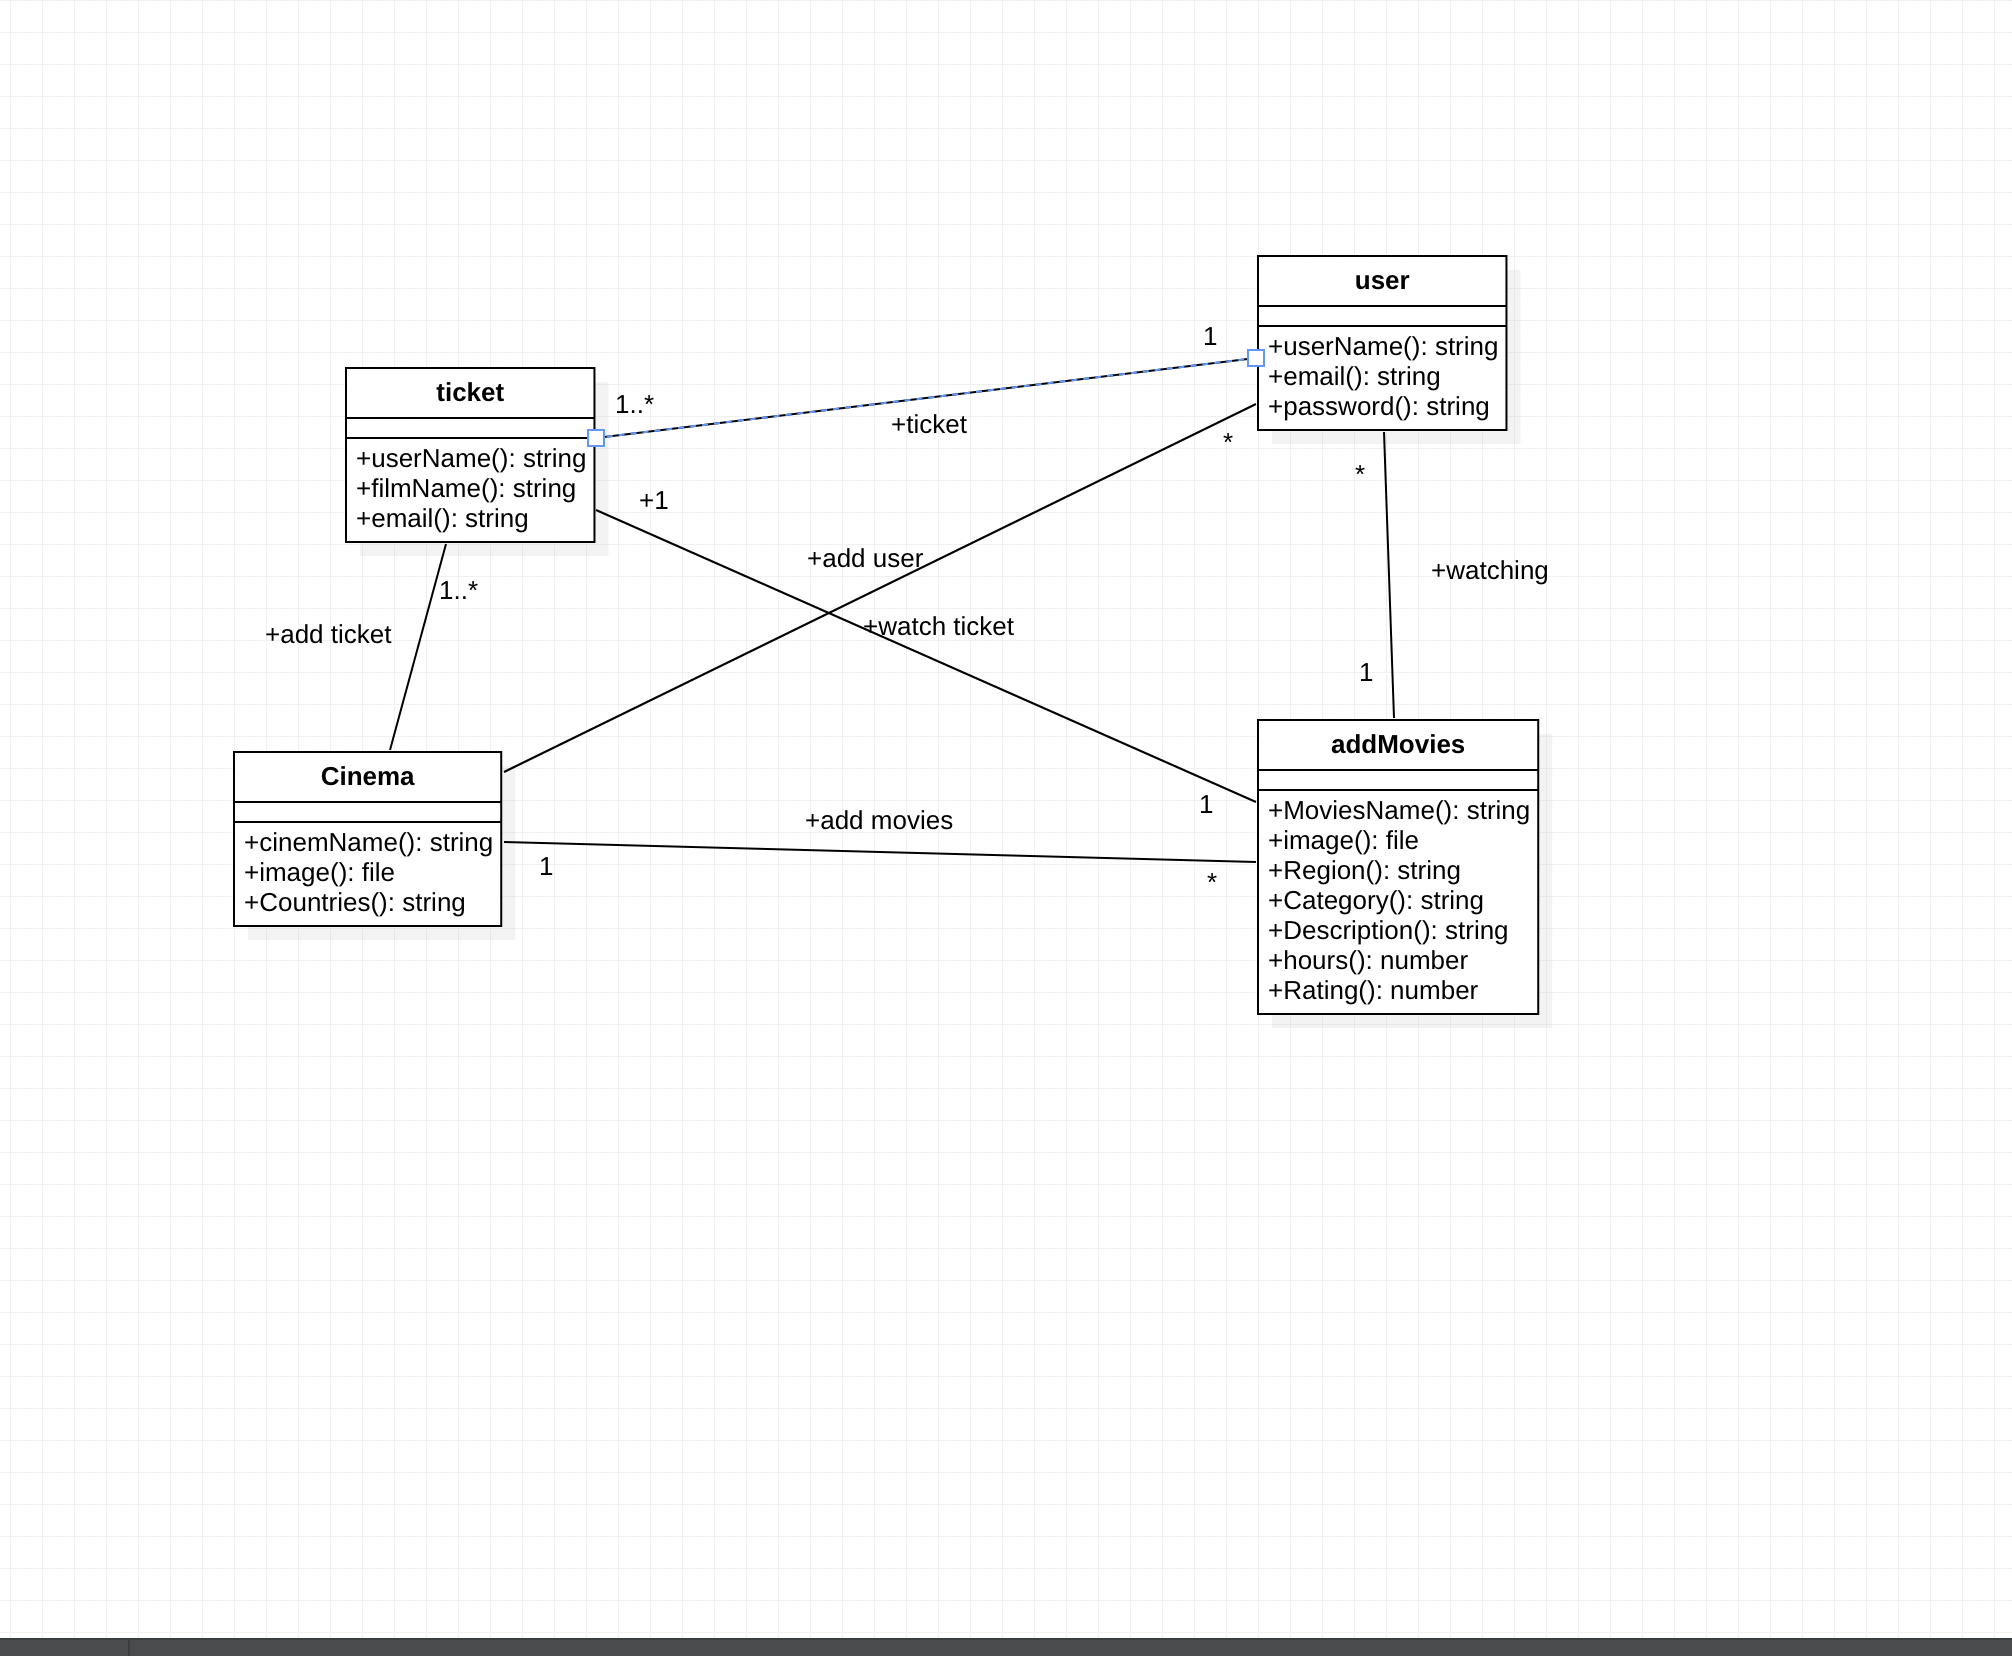 user
+userName(): string
+email(): string
+password(): string
1
ticket
+userName(): string
+filmName(): string
+email(): string
1..*
+ticket
*
*
+1
+add user
+watching
1..*
+add ticket
+watch ticket
1
addMovies
+MoviesName(): string
+image(): file
+Region(): string
+Category(): string
+Description(): string
+hours(): number
+Rating(): number
Cinema
+cinemName(): string
+image(): file
+Countries(): string
1
+add movies
1
*